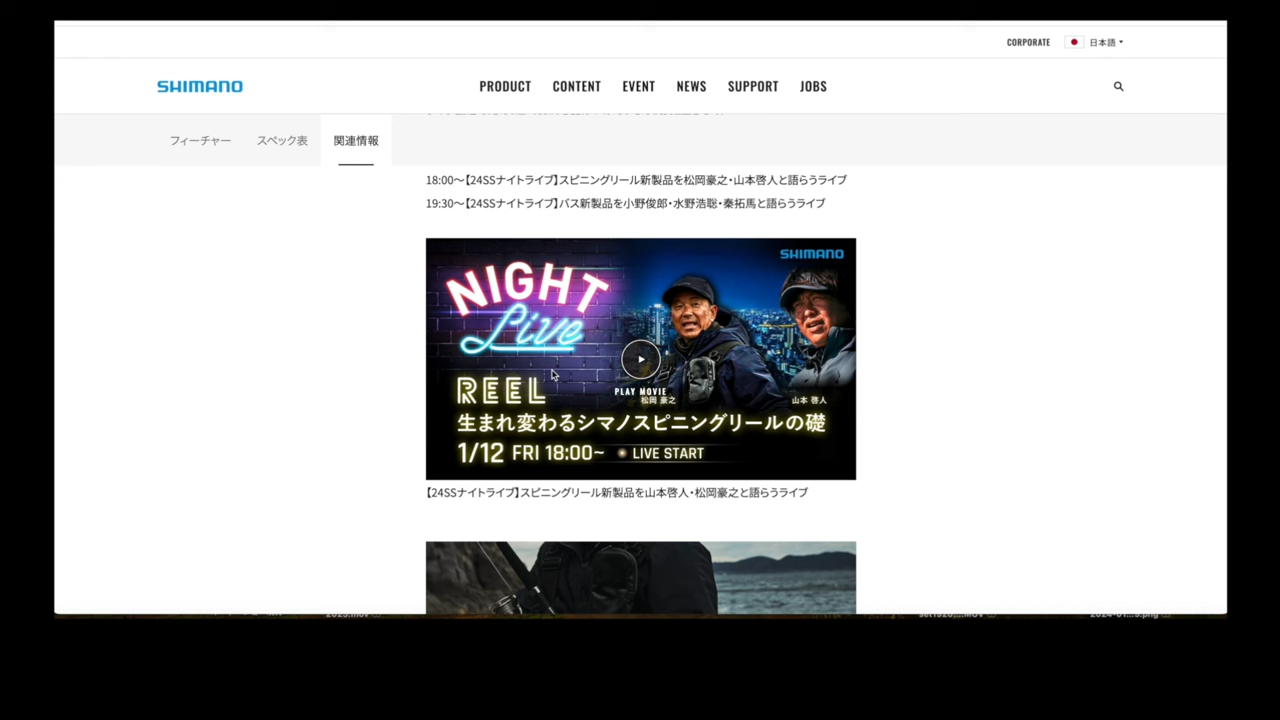 CORPORATE 日本語
SHIMANO PRODUCT CONTENT EVENT NEWS SUPPORT JOBS
フィーチャー スペック表 関連情報
18:00～【24SSナイトライブ】スピニングリール新製品を松岡豪之・山本啓人と語らうライブ
19:30～【24SSナイトライブ】バス新製品を小野俊郎・水野浩聡・秦拓馬と語らうライブ
SHIMANO
NIGHT
Live
REEL
PLAY MOVIE
松岡 豪之 山本 啓人
生まれ変わるシマノスピニングリールの礎
1/12 FRI 18:00~ LIVE START
【24SSナイトライブ】スピニングリール新製品を山本啓人・松岡豪之と語らうライブ